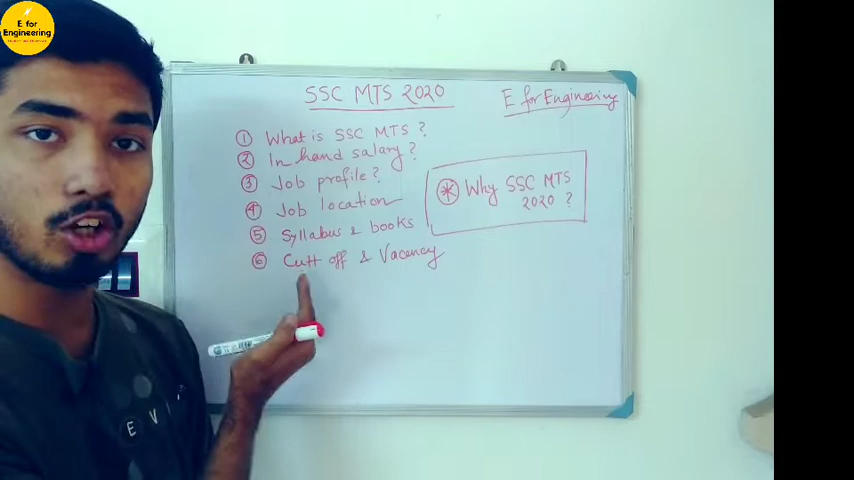 E for
Engineering
SSC MTS 2020
E for Engineering
① What is SSC MTS ?
② In hand salary ?
③ Job profile ?
④ Job location
⑤ Syllabus & books
⑥ Cutt off & Vacancy
* Why SSC MTS
2020 ?
E V